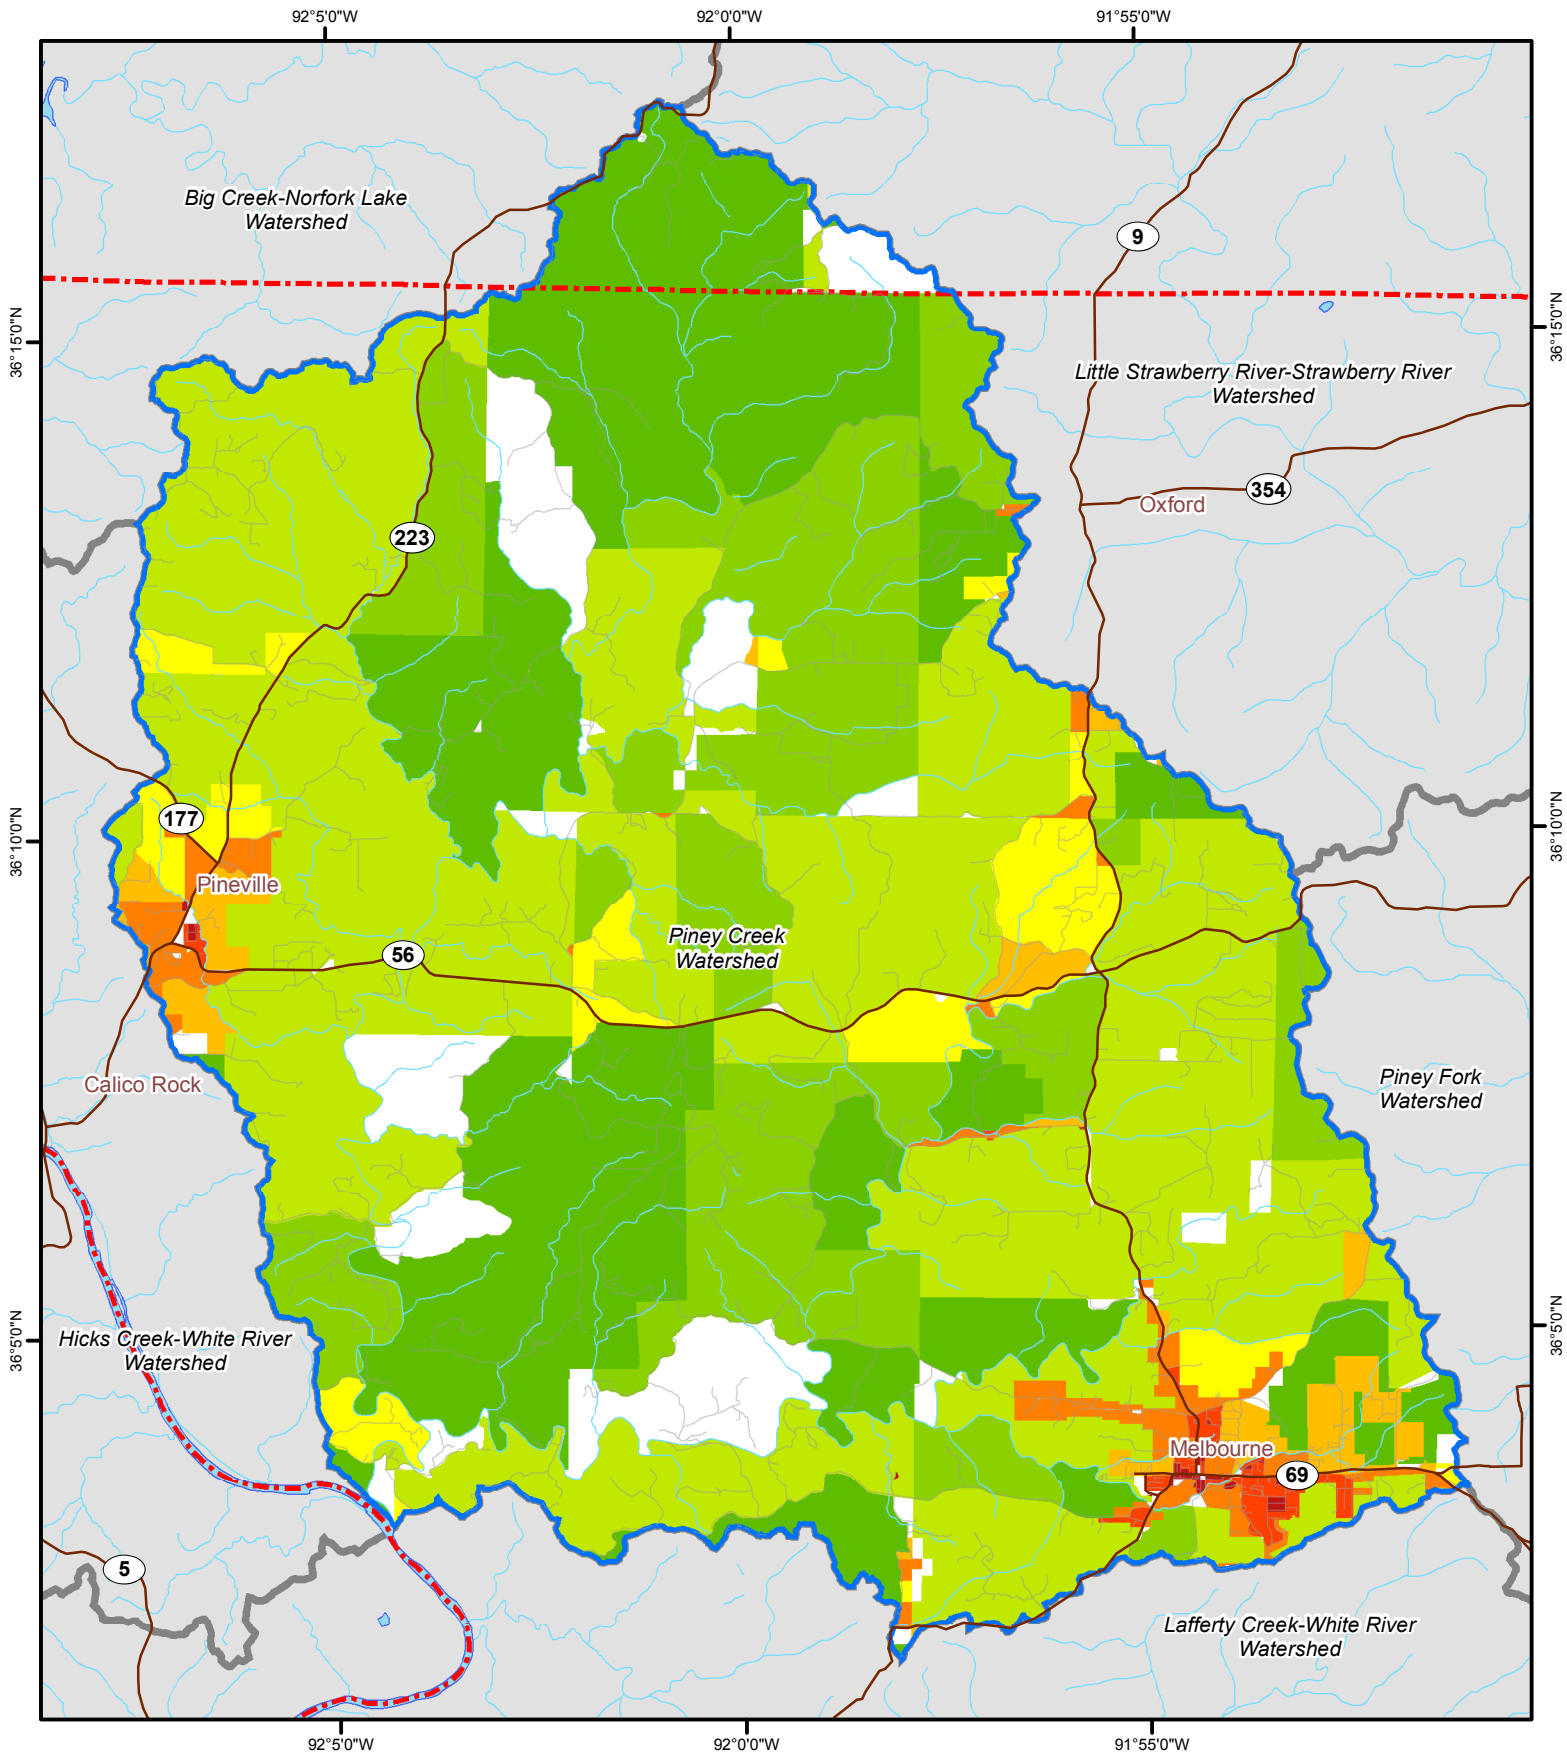 92°5'0"W
92°0'0"W
91°55'0"W
Big Creek-Norfork Lake
Watershed
9
36°15'0"N
36°15'0"N
Little Strawberry River-Strawberry River
Watershed
354
Oxford
223
177
36°10'0"N
36°10'0"N
Pineville
Piney Creek
Watershed
56
Calico Rock
Piney Fork
Watershed
36°5'0"N
36°5'0"N
Hicks Creek-White River
Watershed
Melbourne
69
5
Lafferty Creek-White River
Watershed
92°5'0"W
92°0'0"W
91°55'0"W